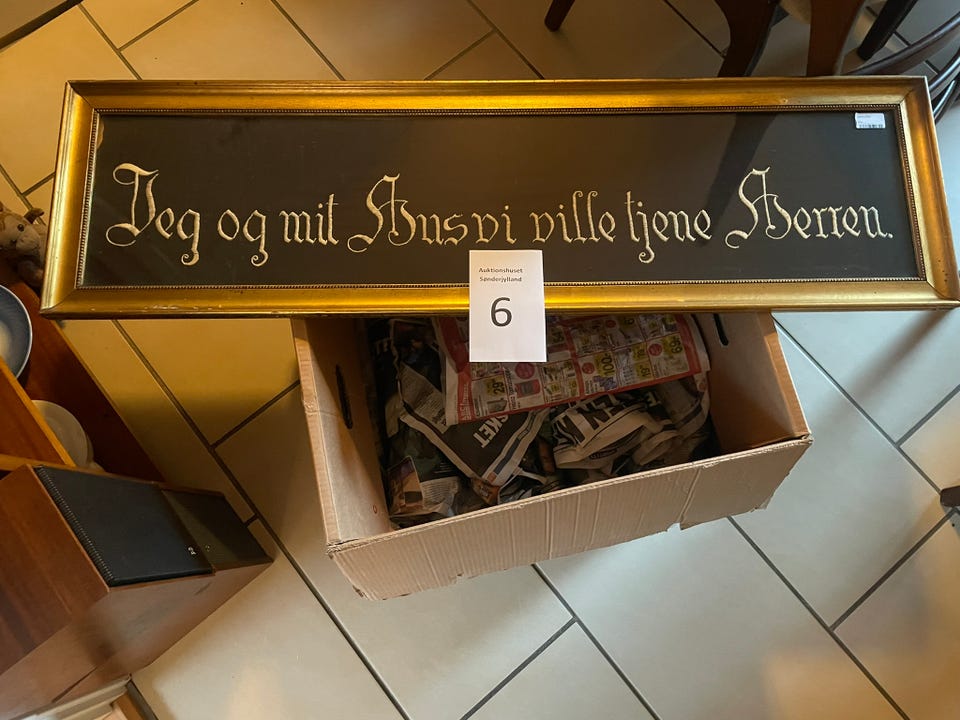 Jeg og mit Hus vi ville tjene Herren.
Auktionshuset
Sønderjylland
6